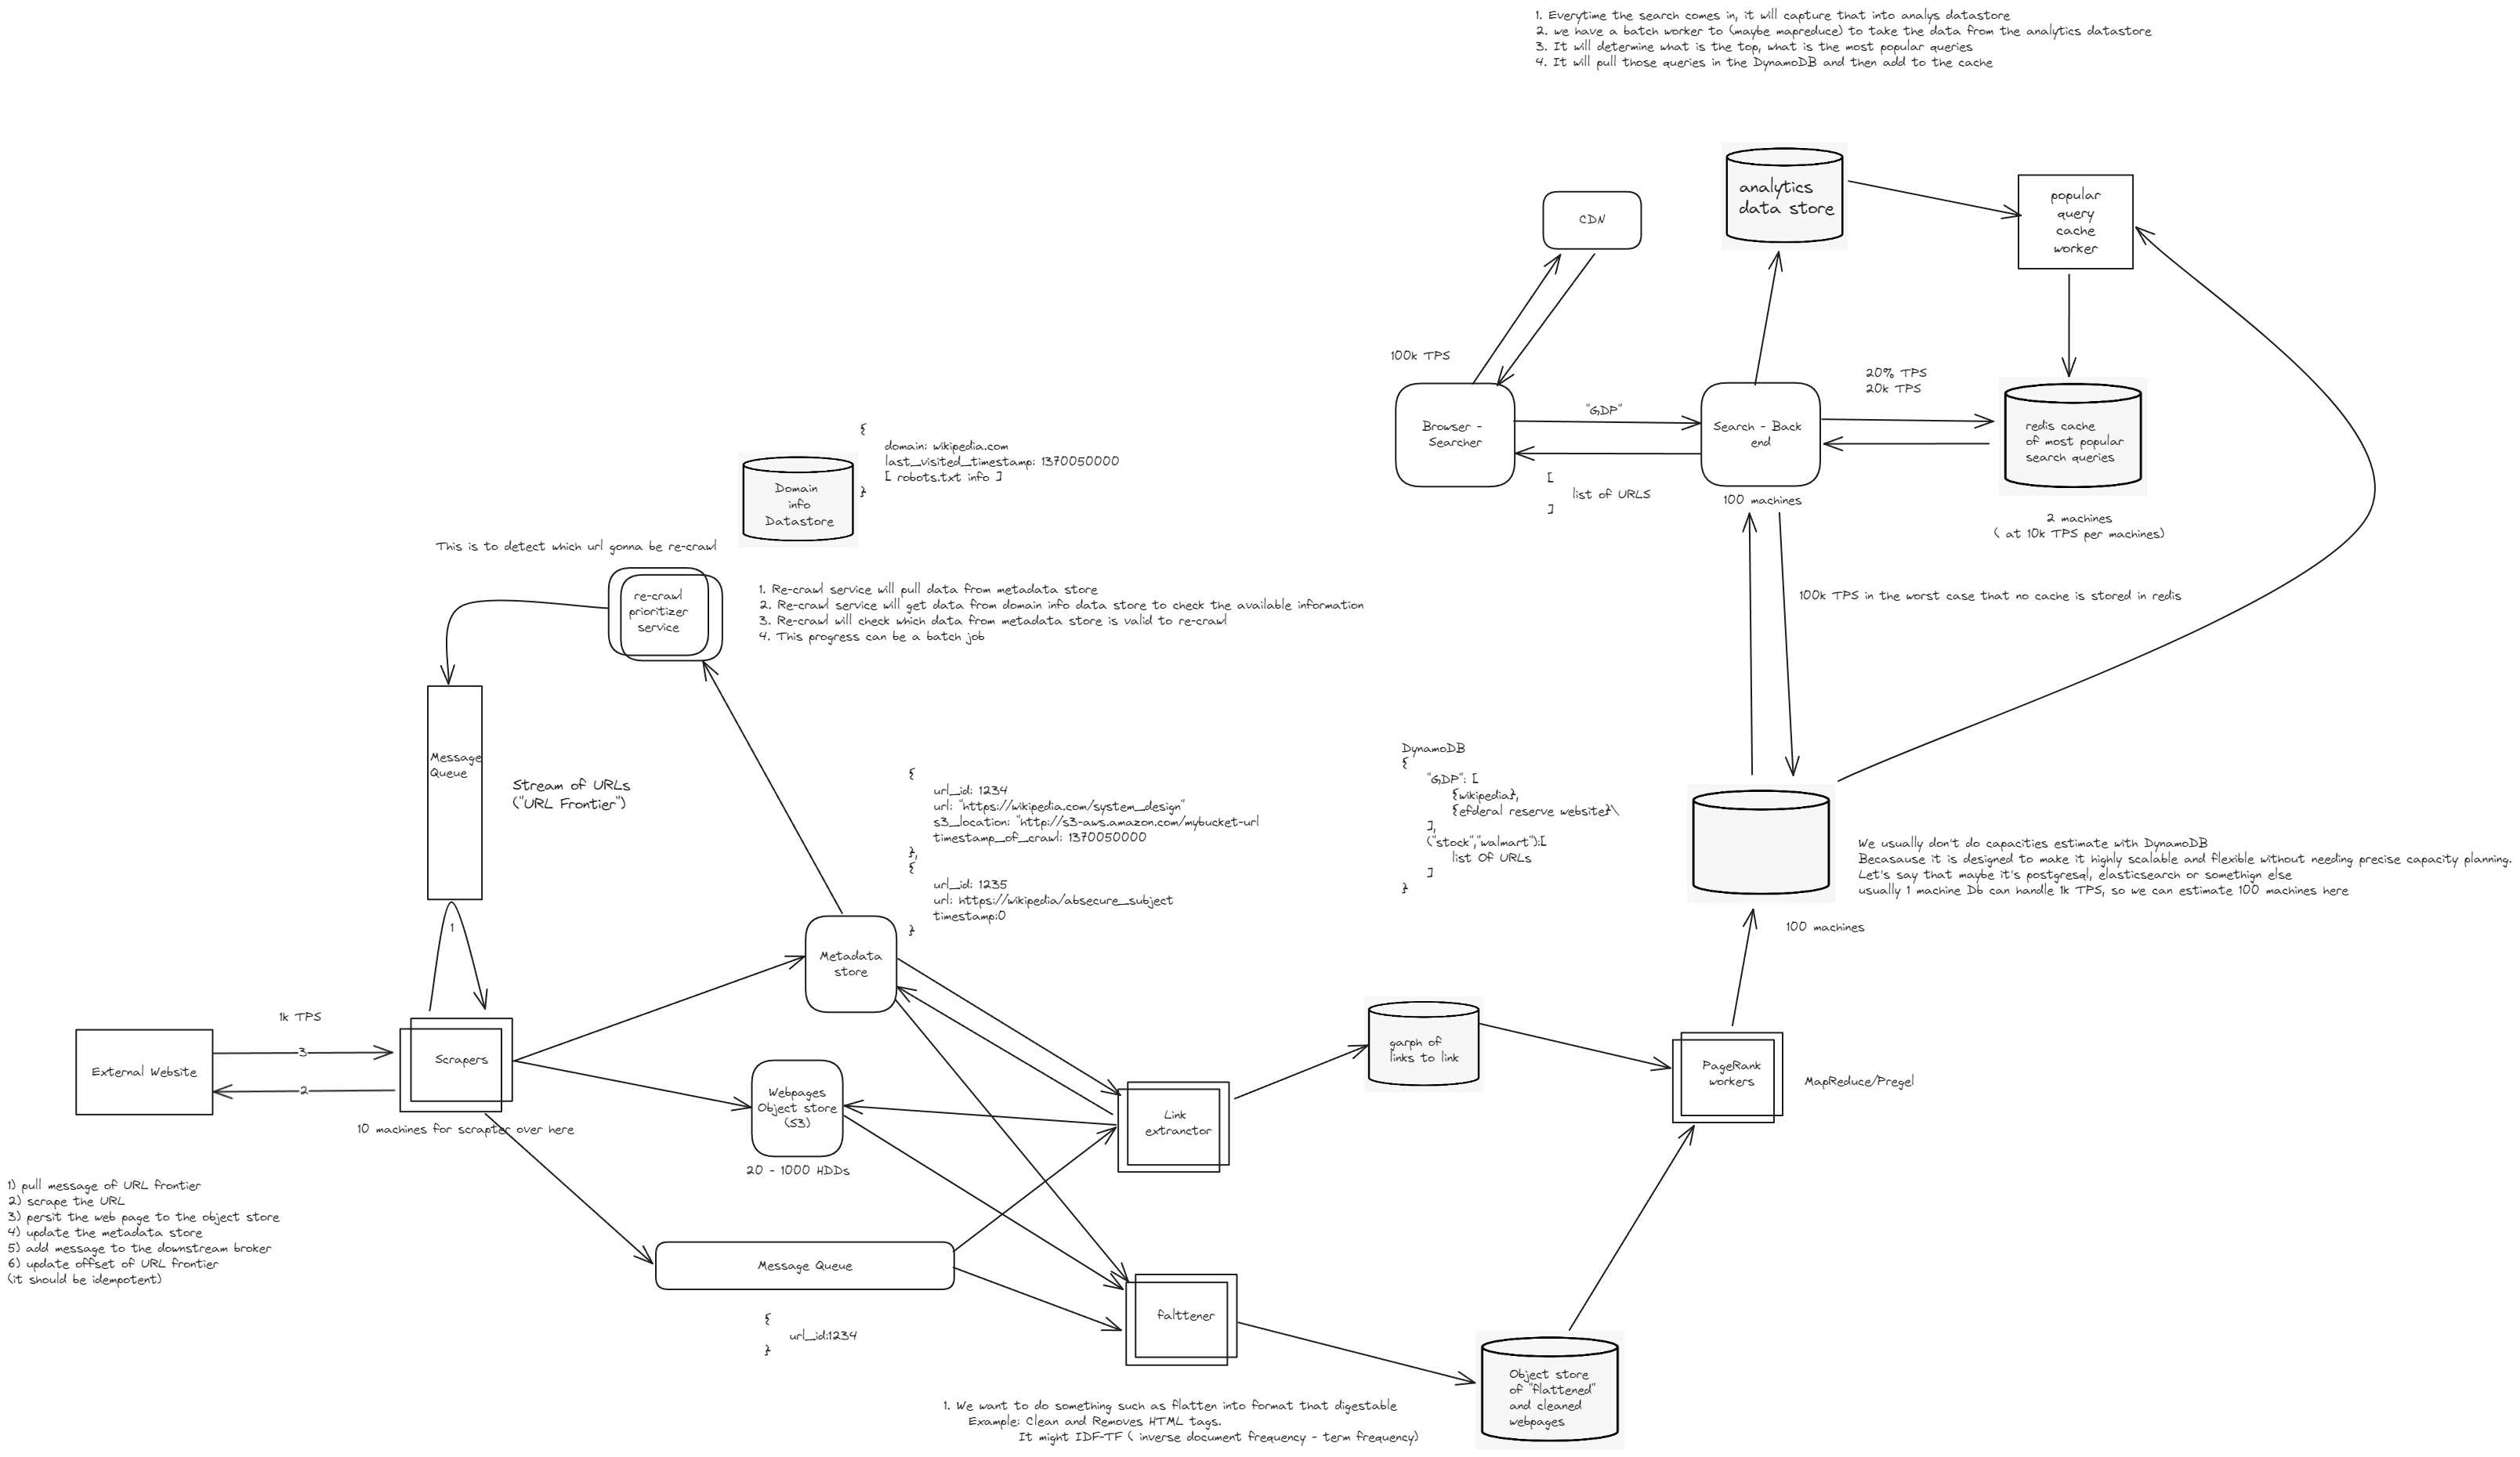 1. Everytime the search comes in, it will capture that into analys datastore
2. we have a batch worker to (maybe mapreduce) to take the data from the analytics datastore
3. It will determine what is the top, what is the most popular queries
4. It will pull those queries in the DynamoDB and then add to the cache
analytics
data store
popular
query
cache
worker
CDN
100k TPS
20% TPS
20k TPS
"GDP"
Browser -
Searcher
Search - Back
end
redis cache
of most popular
search queries
[
list of URLS
]
100 machines
2 machines
( at 10k TPS per machines)
100k TPS in the worst case that no cache is stored in redis
{
domain: wikipedia.com
last_visited_timestamp: 1370050000
[ robots.txt info ]
}
Domain
info
Datastore
This is to detect which url gonna be re-crawl
re-crawl
prioritizer
service
1. Re-crawl service will pull data from metadata store
2. Re-crawl service will get data from domain info data store to check the available information
3. Re-crawl will check which data from metadata store is valid to re-crawl
4. This progress can be a batch job
Message
Queue
Stream of URLs
("URL Frontier")
{
url_id: 1234
url: "https://wikipedia.com/system_design"
s3_location: "http://s3-aws.amazon.com/mybucket-url
timestamp_of_crawl: 1370050000
},
{
url_id: 1235
url: https://wikipedia/absecure_subject
timestamp:0
}
DynamoDB
{
"GDP": [
{wikipedia},
{efderal reserve website}\
],
("stock","walmart"):[
list Of URLs
]
}
We usually don't do capacities estimate with DynamoDB
Becasause it is designed to make it highly scalable and flexible without needing precise capacity planning.
Let's say that maybe it's postgresql, elasticsearch or somethign else
usually 1 machine Db can handle 1k TPS, so we can estimate 100 machines here
100 machines
1
Metadata
store
1k TPS
External Website
3
2
Scrapers
10 machines for scrapter over here
Webpages
Object store
(S3)
20 - 1000 HDDs
Link
extranctor
garph of
links to link
PageRank
workers
MapReduce/Pregel
1) pull message of URL frontier
2) scrape the URL
3) persit the web page to the object store
4) update the metadata store
5) add message to the downstream broker
6) update offset of URL frontier
(it should be idempotent)
Message Queue
{
url_id:1234
}
falttener
Object store
of "flattened"
and cleaned
webpages
1. We want to do something such as flatten into format that digestable
Example: Clean and Removes HTML tags.
It might IDF-TF ( inverse document frequency - term frequency)